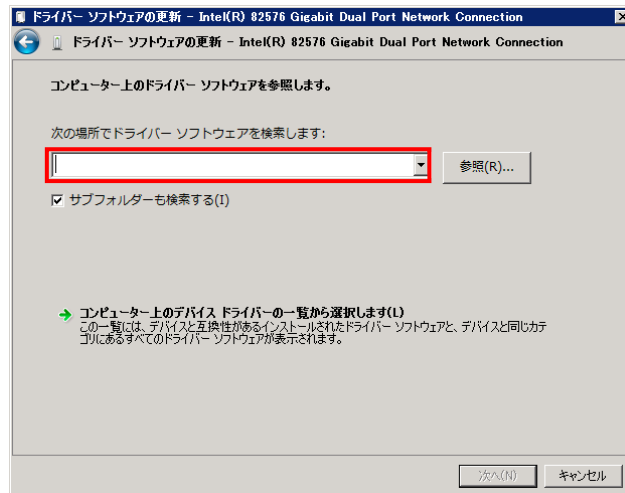 ドライバー ソフトウェアの更新 - Intel(R) 82576 Gigabit Dual Port Network Connection
ドライバー ソフトウェアの更新 - Intel(R) 82576 Gigabit Dual Port Network Connection
コンピューター上のドライバー ソフトウェアを参照します。
次の場所でドライバー ソフトウェアを検索します:
参照(R)...
サブフォルダーも検索する(I)
コンピューター上のデバイス ドライバーの一覧から選択します(L)
この一覧には、デバイスと互換性があるインストールされたドライバー ソフトウェアと、デバイスと同じカテ
ゴリにあるすべてのドライバー ソフトウェアが表示されます。
次へ(N)
キャンセル